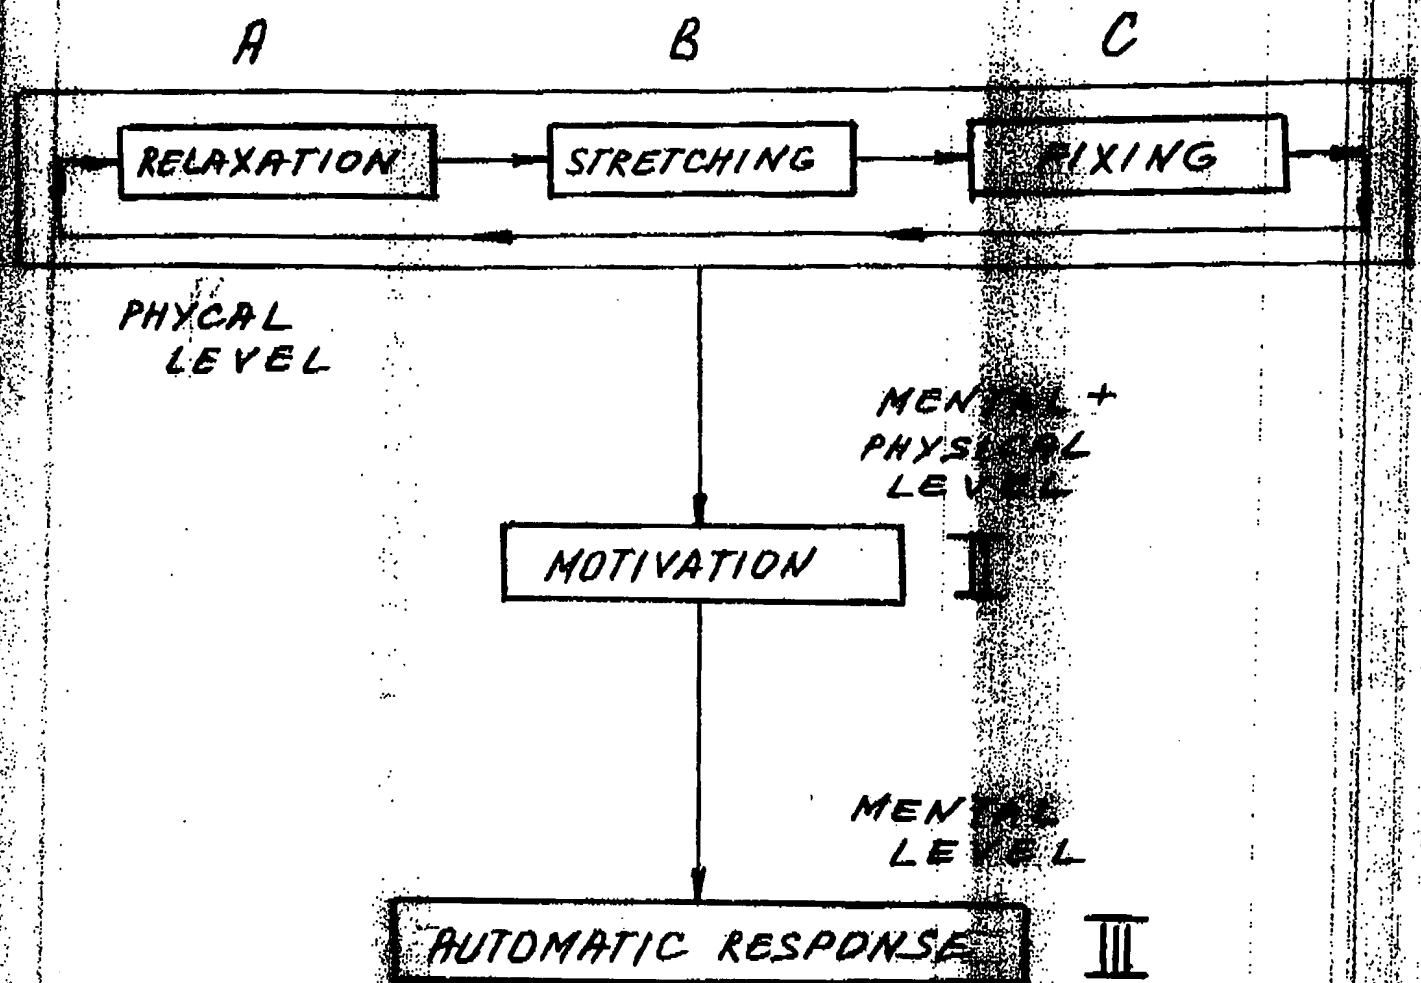 A B C
RELAXATION STRETCHING FIXING
PHYCAL
LEVEL
MENTAL +
PHYSICAL
LEVEL
MOTIVATION II
MENTAL
LEVEL
AUTOMATIC RESPONSE III